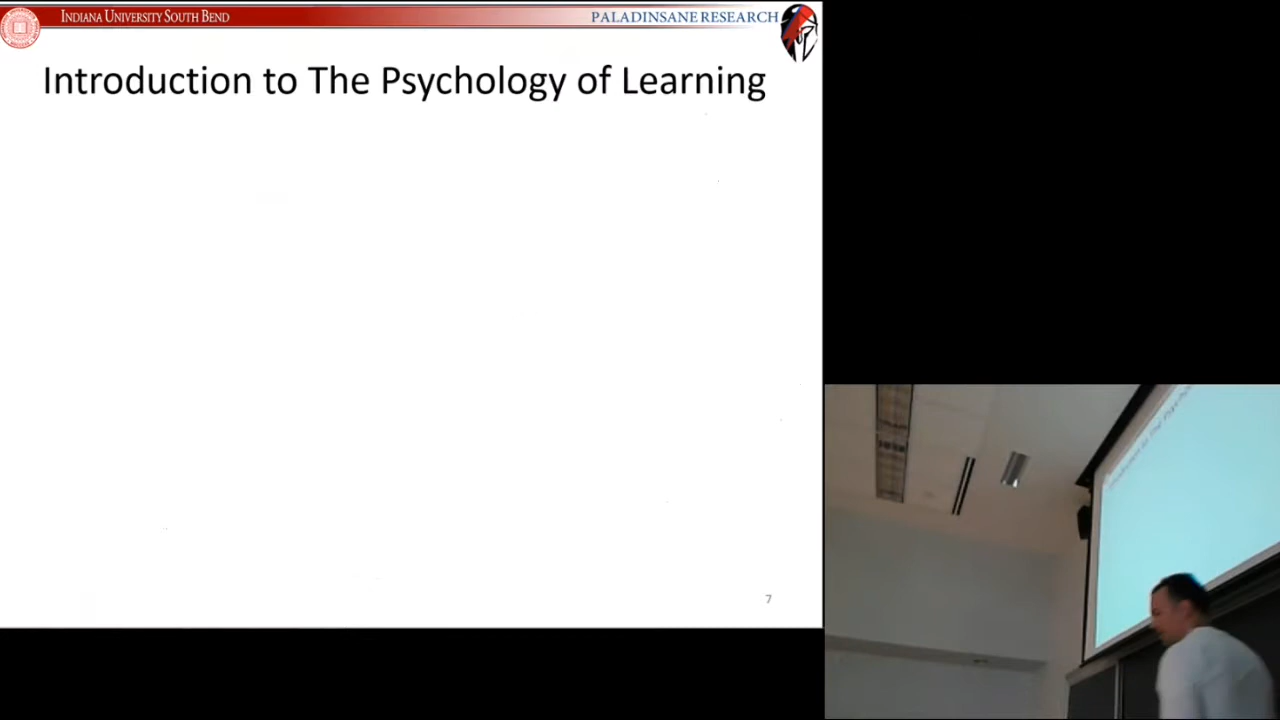 INDIANA UNIVERSITY SOUTH BEND
PALADINSANE RESEARCH
Introduction to The Psychology of Learning
7